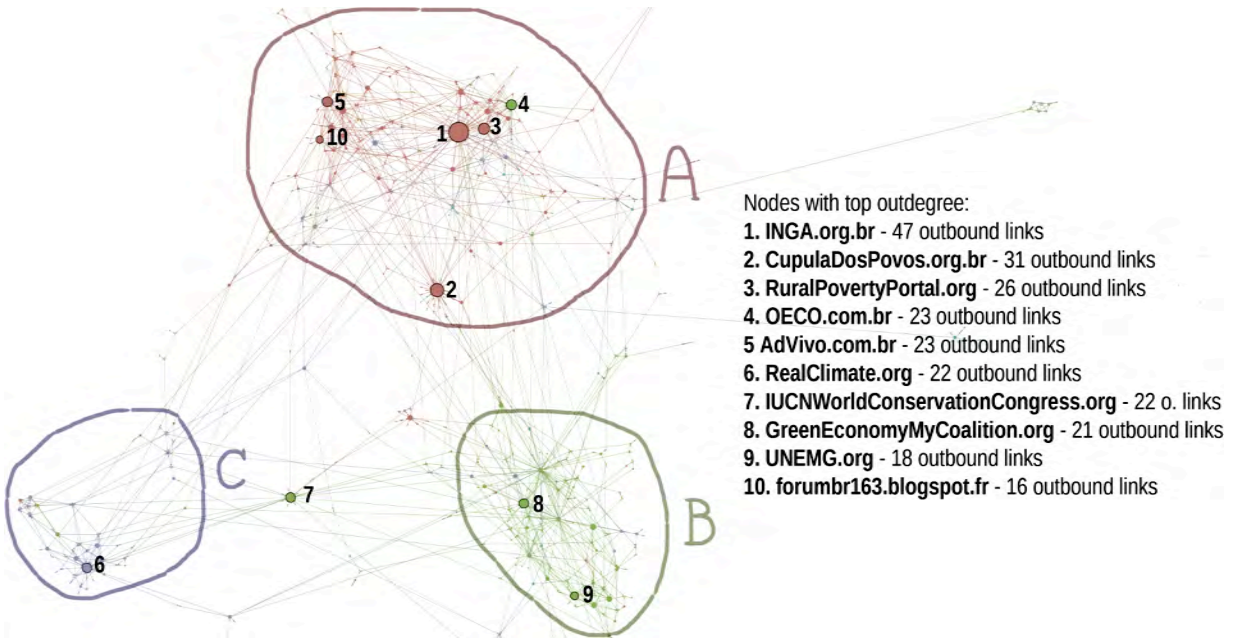 5
4
10
1
3
A
Nodes with top outdegree:
1. INGA.org.br - 47 outbound links
2. CupulaDosPovos.org.br - 31 outbound links
3. RuralPovertyPortal.org - 26 outbound links
4. OECO.com.br - 23 outbound links
5 AdVivo.com.br - 23 outbound links
6. RealClimate.org - 22 outbound links
7. IUCNWorldConservationCongress.org - 22 o. links
8. GreenEconomyMyCoalition.org - 21 outbound links
9. UNEMG.org - 18 outbound links
10. forumbr163.blogspot.fr - 16 outbound links
2
C
7
8
B
6
9